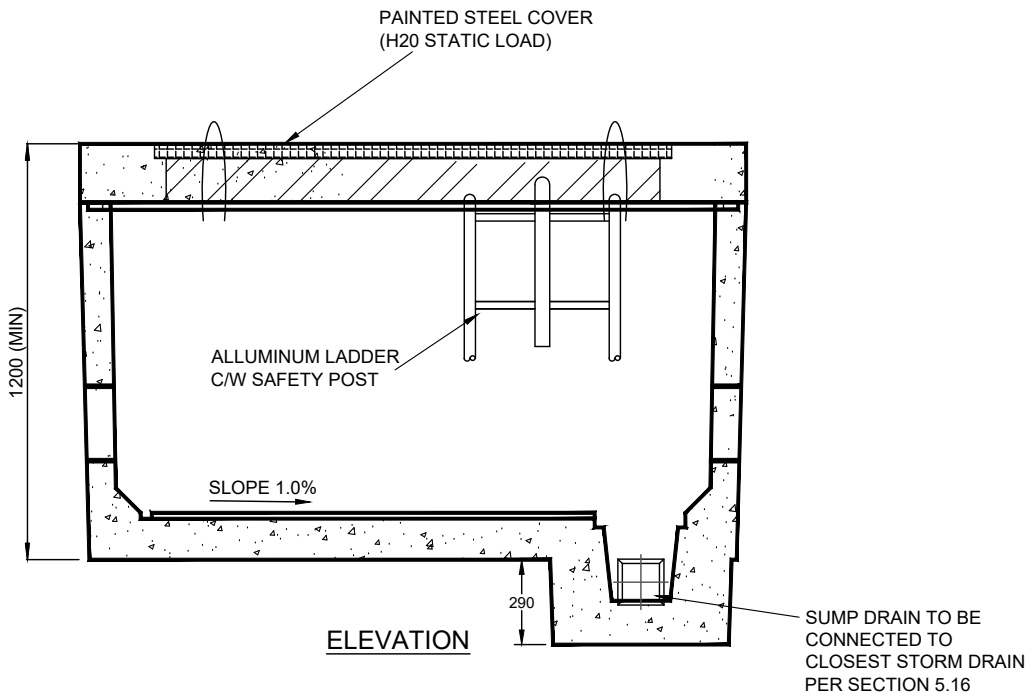 PAINTED STEEL COVER
(H20 STATIC LOAD)
1200 (MIN)
ALLUMINUM LADDER
C/W SAFETY POST
SLOPE 1.0%
290
ELEVATION
SUMP DRAIN TO BE
CONNECTED TO
CLOSEST STORM DRAIN
PER SECTION 5.16